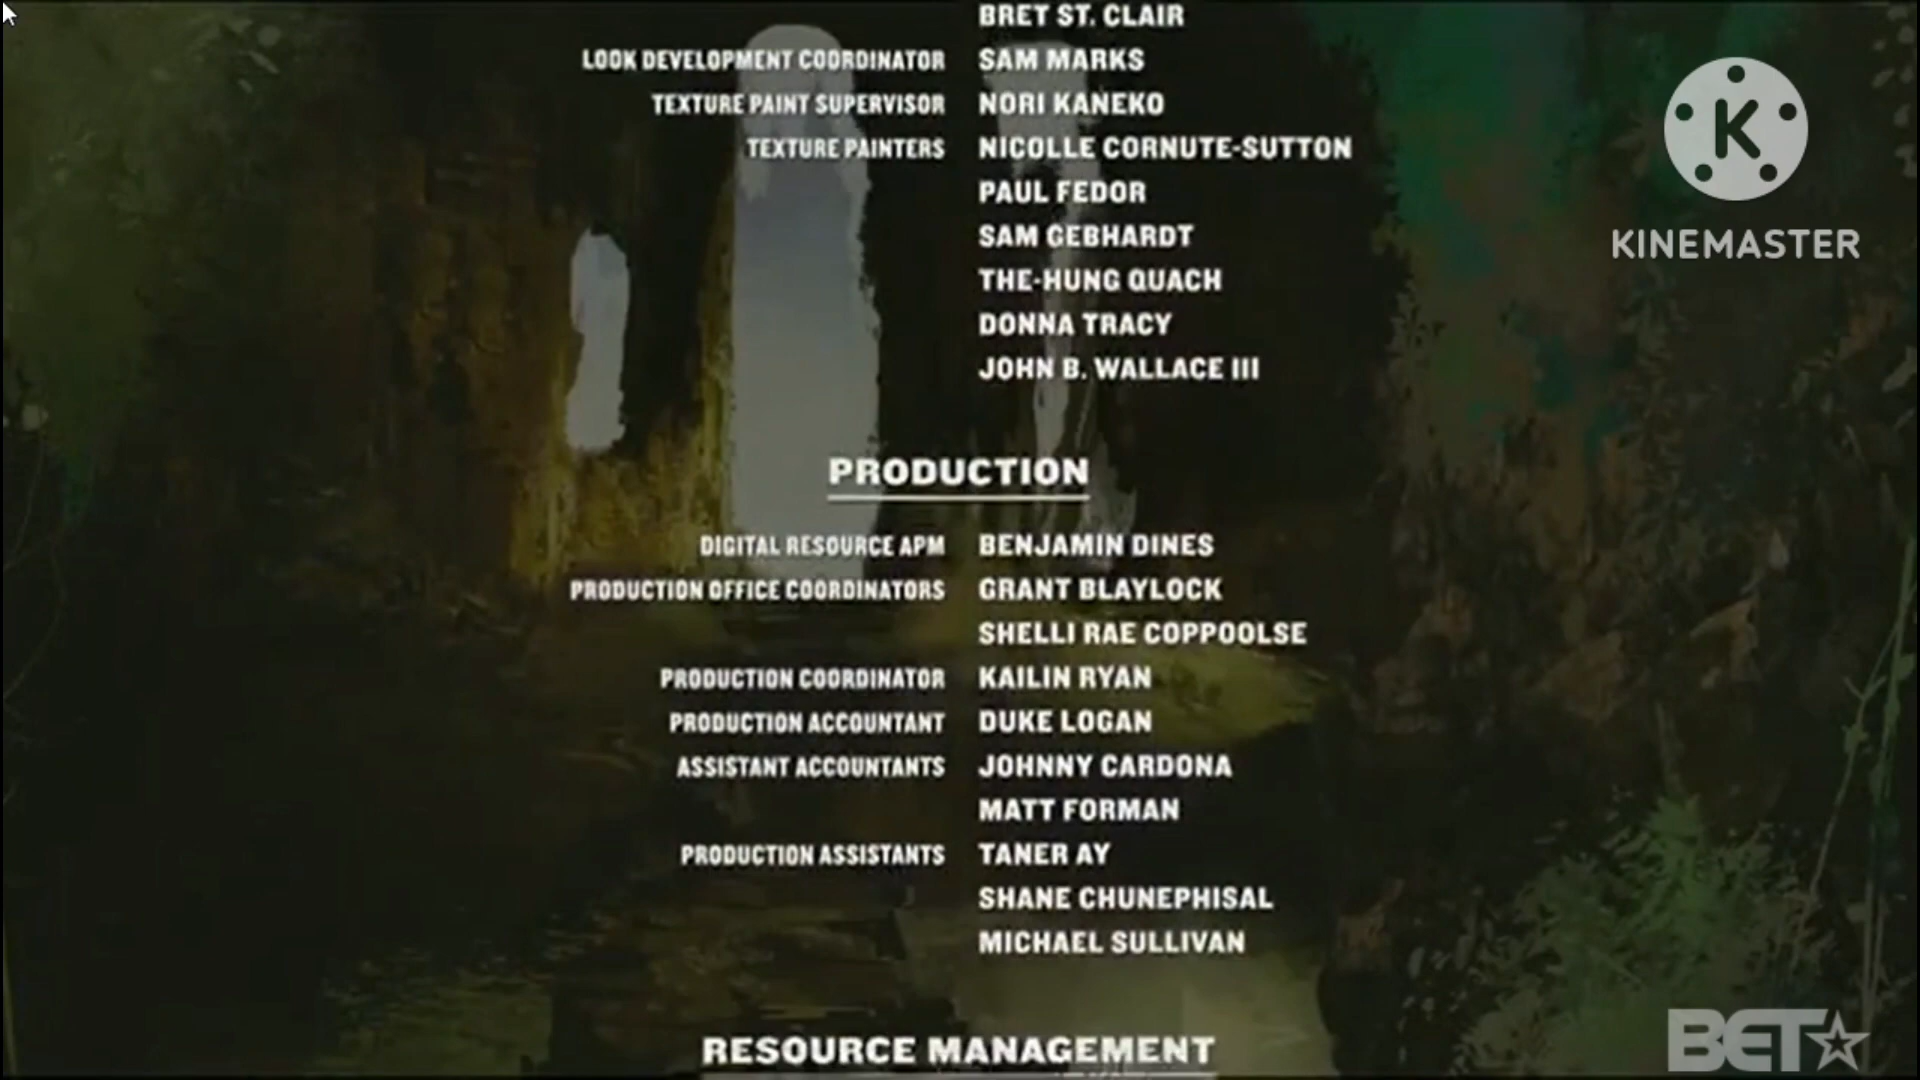 BRET ST. CLAIR
LOOK DEVELOPMENT COORDINATOR SAM MARKS
TEXTURE PAINT SUPERVISOR NORI KANEKO
TEXTURE PAINTERS NICOLLE CORNUTE-SUTTON
PAUL FEDOR
SAM GEBHARDT
THE-HUNG QUACH
DONNA TRACY
JOHN B. WALLACE III
K
KINEMASTER
PRODUCTION
DIGITAL RESOURCE APM BENJAMIN DINES
PRODUCTION OFFICE COORDINATORS GRANT BLAYLOCK
SHELLI RAE COPPOOLSE
PRODUCTION COORDINATOR KAILIN RYAN
PRODUCTION ACCOUNTANT DUKE LOGAN
ASSISTANT ACCOUNTANTS JOHNNY CARDONA
MATT FORMAN
PRODUCTION ASSISTANTS TANER AY
SHANE CHUNEPHISAL
MICHAEL SULLIVAN
RESOURCE MANAGEMENT
BET